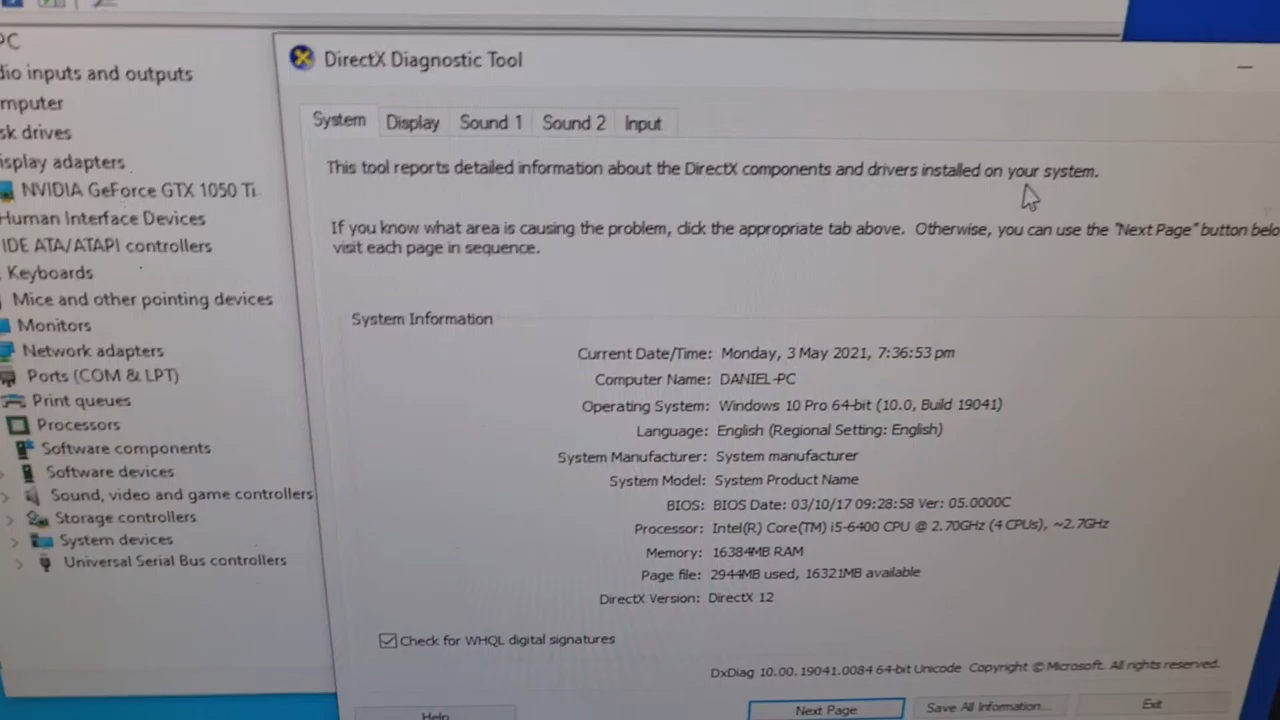 PC
dio inputs and outputs
mputer
sk drives
isplay adapters
NVIDIA GeForce GTX 1050 Ti
Human Interface Devices
IDE ATA/ATAPI controllers
Keyboards
Mice and other pointing devices
Monitors
Network adapters
Ports (COM & LPT)
Print queues
Processors
Software components
Software devices
Sound, video and game controllers
Storage controllers
System devices
Universal Serial Bus controllers
DirectX Diagnostic Tool
System Display Sound 1 Sound 2 Input
This tool reports detailed information about the DirectX components and drivers installed on your system.
If you know what area is causing the problem, click the appropriate tab above. Otherwise, you can use the "Next Page" button belo
visit each page in sequence.
System Information
Current Date/Time: Monday, 3 May 2021, 7:36:53 pm
Computer Name: DANIEL-PC
Operating System: Windows 10 Pro 64-bit (10.0, Build 19041)
Language: English (Regional Setting: English)
System Manufacturer: System manufacturer
System Model: System Product Name
BIOS: BIOS Date: 03/10/17 09:28:58 Ver: 05.0000C
Processor: Intel(R) Core(TM) i5-6400 CPU @ 2.70GHz (4 CPUs), ~2.7GHz
Memory: 16384MB RAM
Page file: 2944MB used, 16321MB available
DirectX Version: DirectX 12
Check for WHQL digital signatures
DxDiag 10.00.19041.0084 64-bit Unicode Copyright © Microsoft. All rights reserved.
Help Next Page Save All Information... Exit